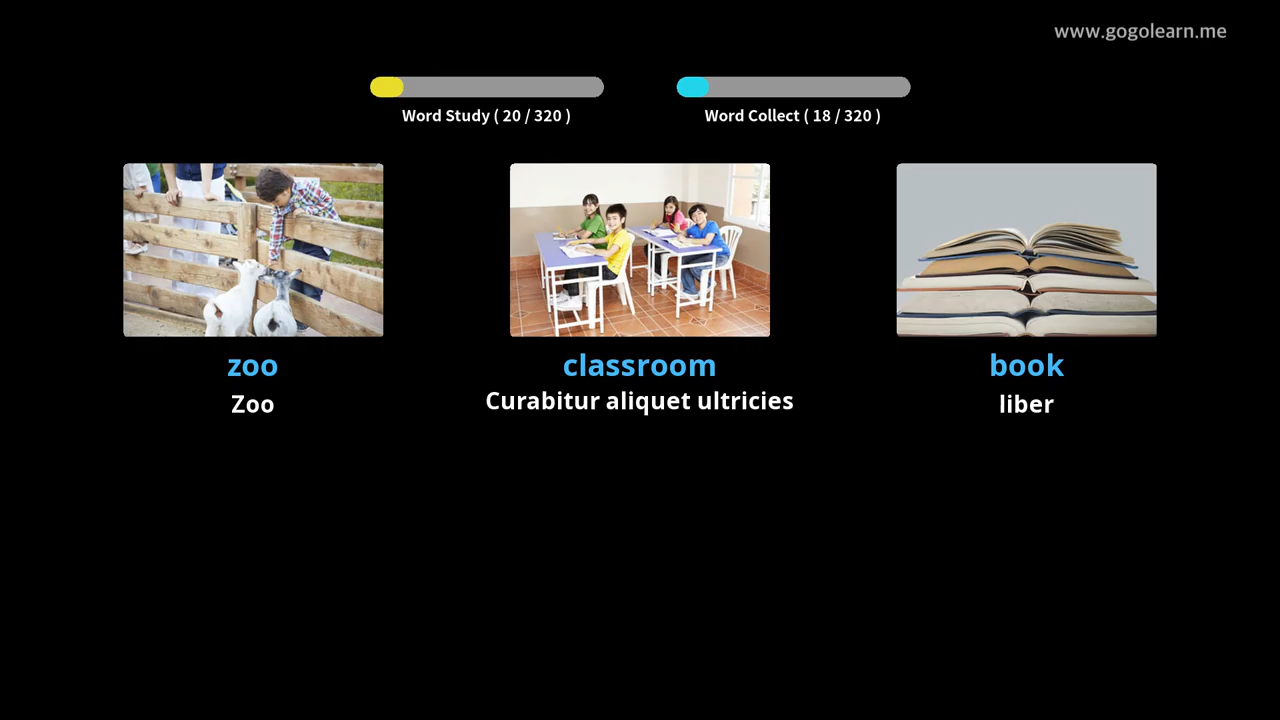 www.gogolearn.me
Word Study ( 20 / 320 )
Word Collect ( 18 / 320 )
zoo
Zoo
classroom
Curabitur aliquet ultricies
book
liber